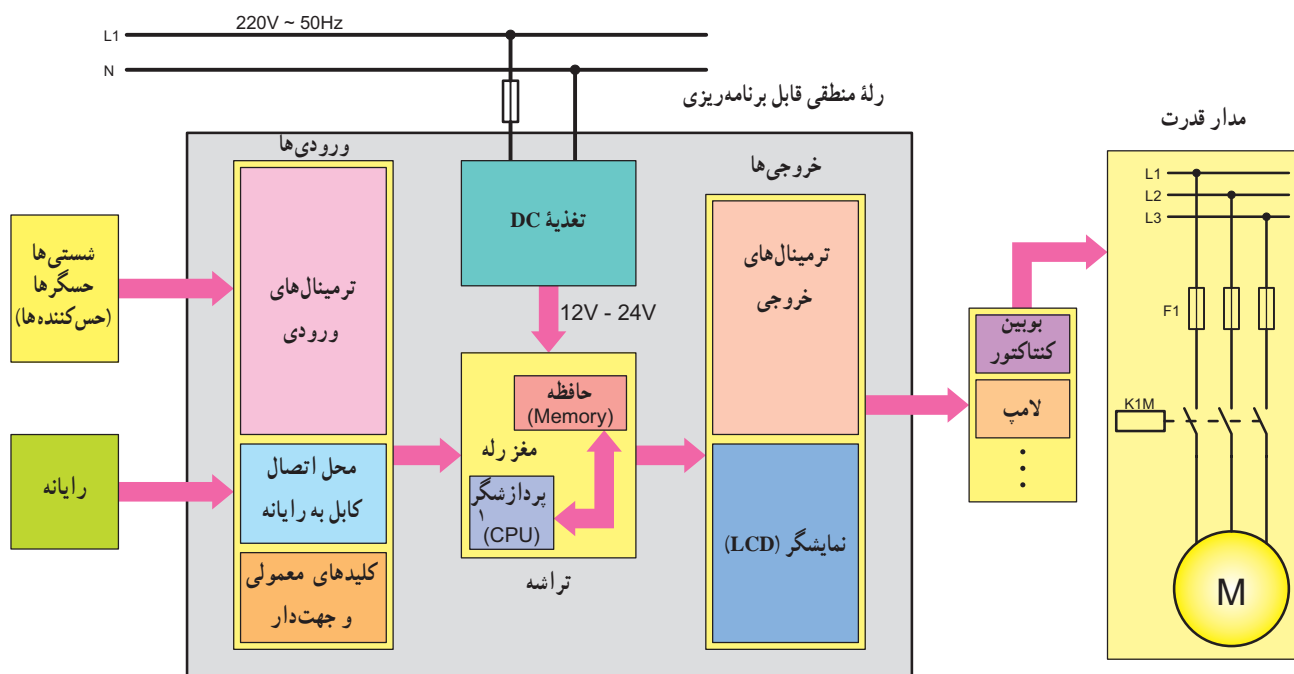 220V ~ 50Hz
L1
N
رلهٔ منطقی قابل برنامه‌ریزی
مدار قدرت
ورودی‌ها
خروجی‌ها
شستی‌ها
حسگرها
(حس‌کننده‌ها)
رایانه
ترمینال‌های
ورودی
محل اتصال
کابل به رایانه
کلیدهای معمولی
و جهت‌دار
تغذیهٔ DC
12V - 24V
حافظه
(Memory)
مغز رله
پردازشگر
۱
(CPU)
تراشه
ترمینال‌های
خروجی
نمایشگر (LCD)
بوبین
کنتاکتور
لامپ
L1
L2
L3
F1
K1M
M